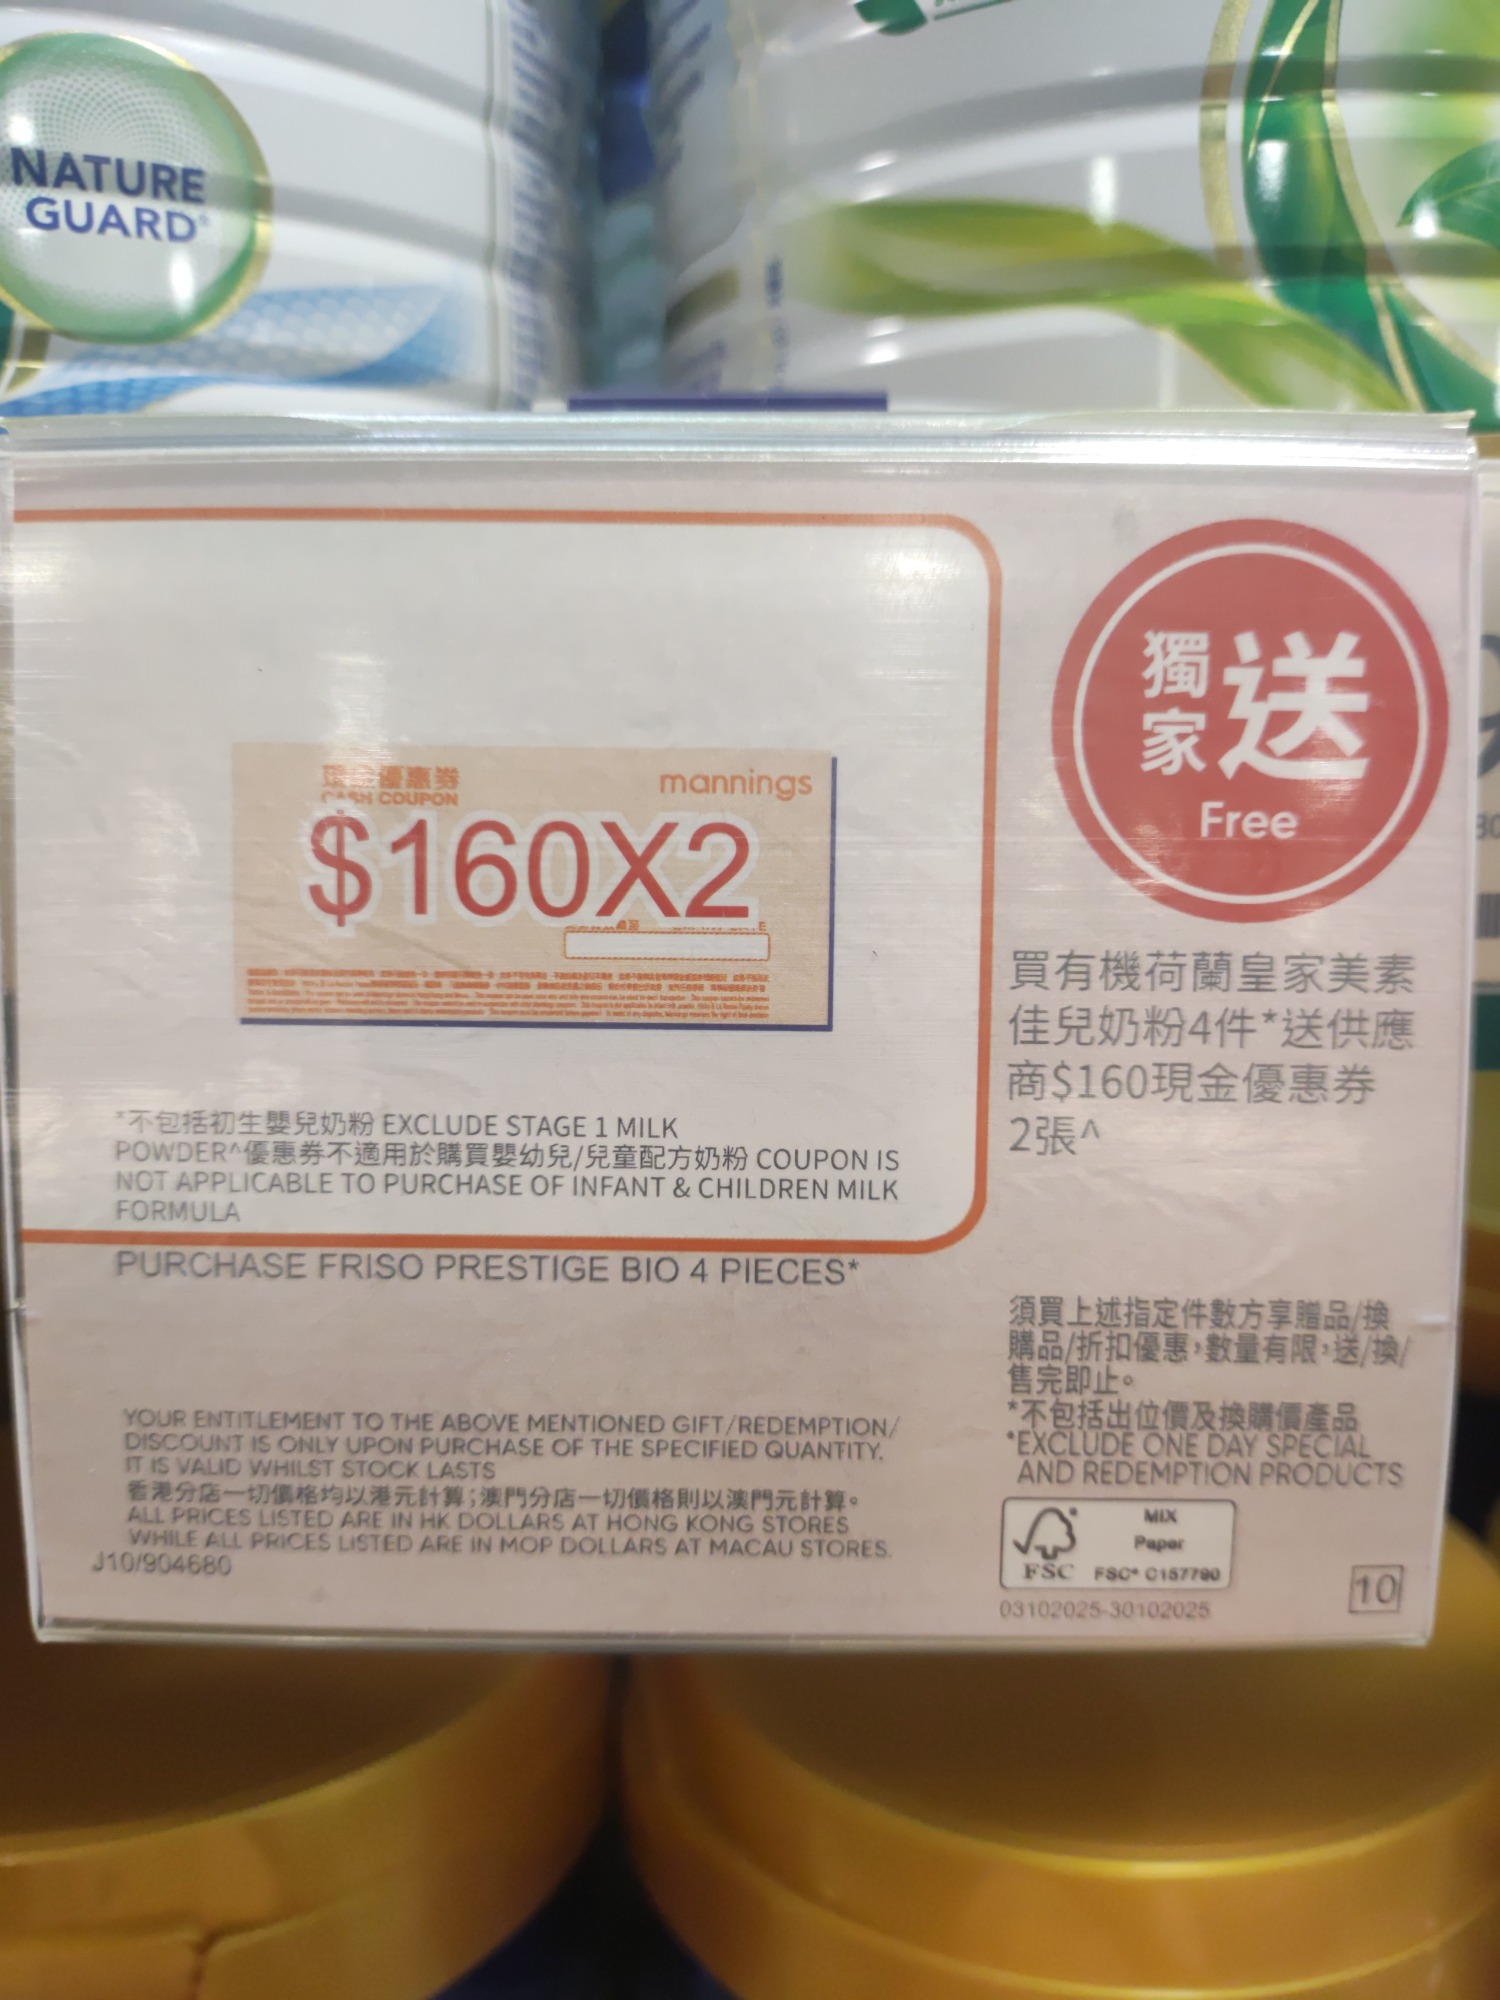 NATURE
GUARD®
獨家
送
Free
優惠券
CASH COUPON
mannings
$160X2
買有機荷蘭皇家美素
佳兒奶粉4件*送供應
商$160現金優惠券
2張^
*不包括初生嬰兒奶粉 EXCLUDE STAGE 1 MILK
POWDER^優惠券不適用於購買嬰幼兒/兒童配方奶粉 COUPON IS
NOT APPLICABLE TO PURCHASE OF INFANT & CHILDREN MILK
FORMULA
PURCHASE FRISO PRESTIGE BIO 4 PIECES*
須買上述指定件數方享贈品/換
購品/折扣優惠，數量有限，送/換/
售完即止。
*不包括出位價及換購價產品
*EXCLUDE ONE DAY SPECIAL
AND REDEMPTION PRODUCTS
YOUR ENTITLEMENT TO THE ABOVE MENTIONED GIFT/REDEMPTION/
DISCOUNT IS ONLY UPON PURCHASE OF THE SPECIFIED QUANTITY.
IT IS VALID WHILST STOCK LASTS
香港分店一切價格均以港元計算；澳門分店一切價格則以澳門元計算。
ALL PRICES LISTED ARE IN HK DOLLARS AT HONG KONG STORES
WHILE ALL PRICES LISTED ARE IN MOP DOLLARS AT MACAU STORES.
J10/904680
FSC
MIX
Paper
FSC® C157790
03102025-30102025
10